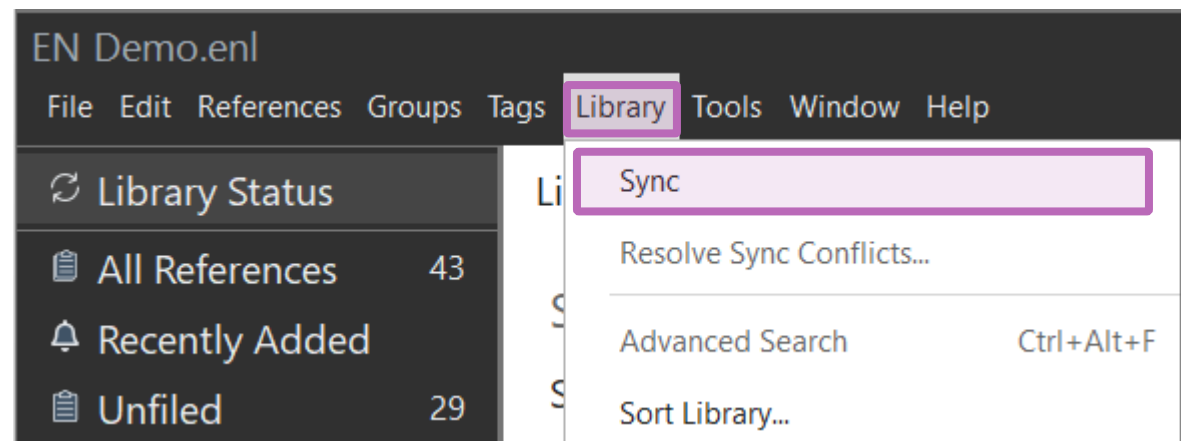 EN Demo.enl
File Edit References Groups Tags Library Tools Window Help
Library Status
All References 43
Recently Added
Unfiled 29
Li
Sync
Resolve Sync Conflicts...
Advanced Search Ctrl+Alt+F
Sort Library...